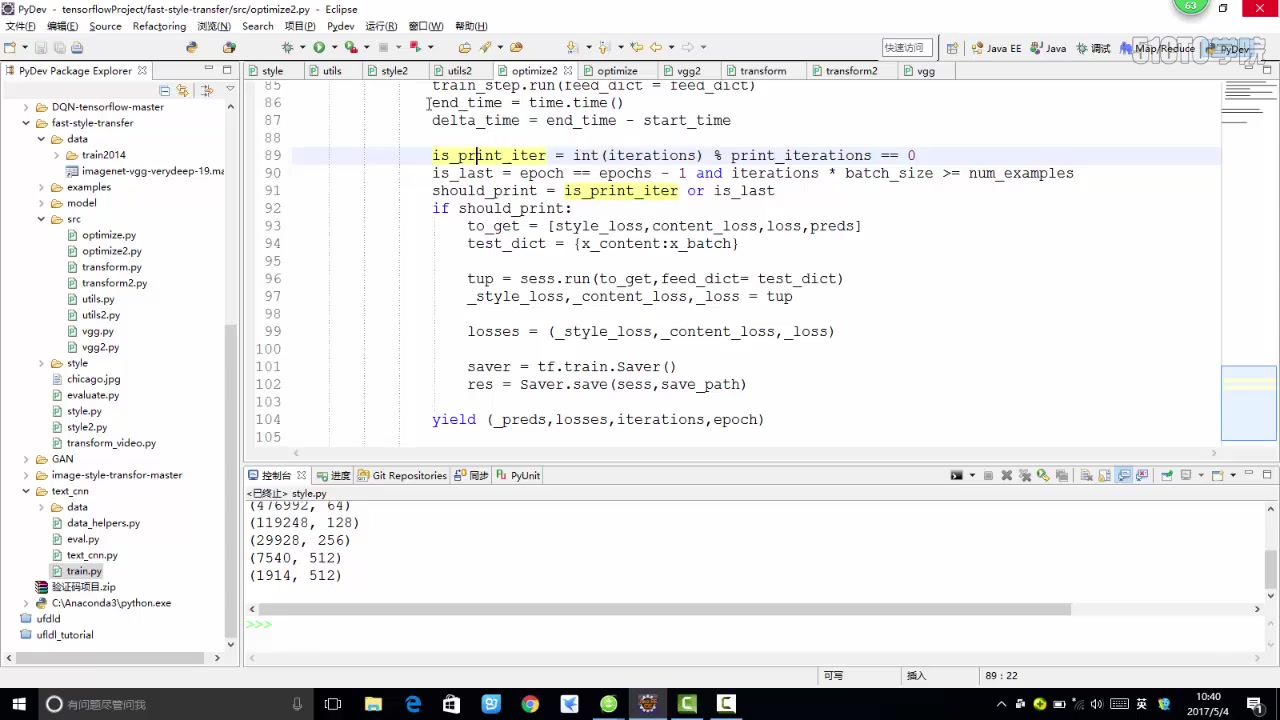 PyDev - tensorflowProject/fast-style-transfer/src/optimize2.py - Eclipse
63
文件(F) 编辑(E) Source Refactoring 浏览(N) Search 项目(P) Pydev 运行(R) 窗口(W) 帮助(H)
快速访问 Java EE Java 调试 Map/Reduce PyDev
51CTO学院
PyDev Package Explorer
style utils style2 utils2 optimize2 optimize vgg2 transform transform2 vgg
DQN-tensorflow-master
fast-style-transfer
data
train2014
imagenet-vgg-verydeep-19.ma
examples
model
src
optimize.py
optimize2.py
transform.py
transform2.py
utils.py
utils2.py
vgg.py
vgg2.py
style
chicago.jpg
evaluate.py
style.py
style2.py
transform_video.py
GAN
image-style-transfor-master
text_cnn
data
data_helpers.py
eval.py
text_cnn.py
train.py
验证码项目.zip
C:\Anaconda3\python.exe
ufdld
ufldl_tutorial
85 train_step.run(feed_dict = feed_dict)
86 end_time = time.time()
87 delta_time = end_time - start_time
88
89 is_print_iter = int(iterations) % print_iterations == 0
90 is_last = epoch == epochs - 1 and iterations * batch_size >= num_examples
91 should_print = is_print_iter or is_last
92 if should_print:
93 to_get = [style_loss,content_loss,loss,preds]
94 test_dict = {x_content:x_batch}
95
96 tup = sess.run(to_get,feed_dict= test_dict)
97 _style_loss,_content_loss,_loss = tup
98
99 losses = (_style_loss,_content_loss,_loss)
100
101 saver = tf.train.Saver()
102 res = Saver.save(sess,save_path)
103
104 yield (_preds,losses,iterations,epoch)
105
控制台 进度 Git Repositories 同步 PyUnit
<已终止> style.py
(476992, 64)
(119248, 128)
(29928, 256)
(7540, 512)
(1914, 512)
>>>
可写 插入 89 : 22
有问题尽管问我
英
10:40
2017/5/4